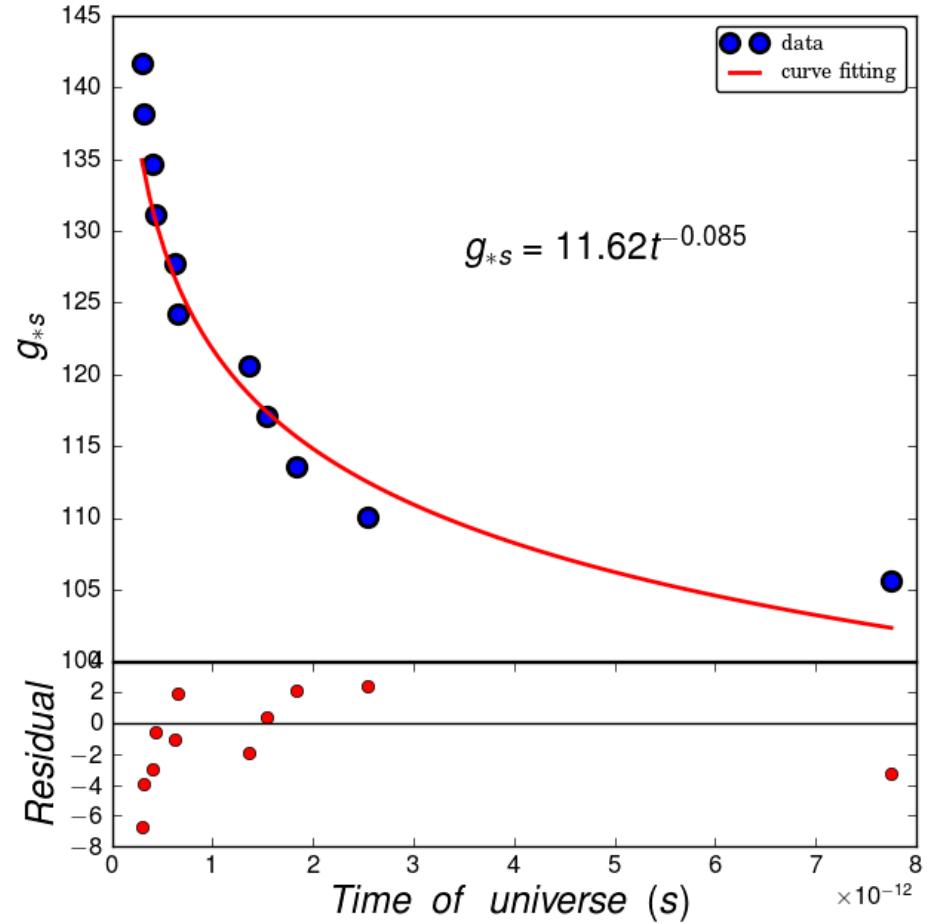 145
140
135
130
125
120
115
110
105
100
g∗s
data
curve fitting
g∗s = 11.62t^−0.085
4
2
0
−2
−4
−6
−8
Residual
0 1 2 3 4 5 6 7 8
×10^−12
Time of universe (s)